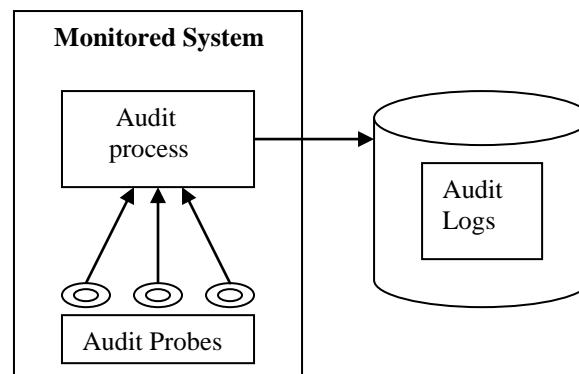 Monitored System
Audit
process
Audit
Logs
Audit Probes